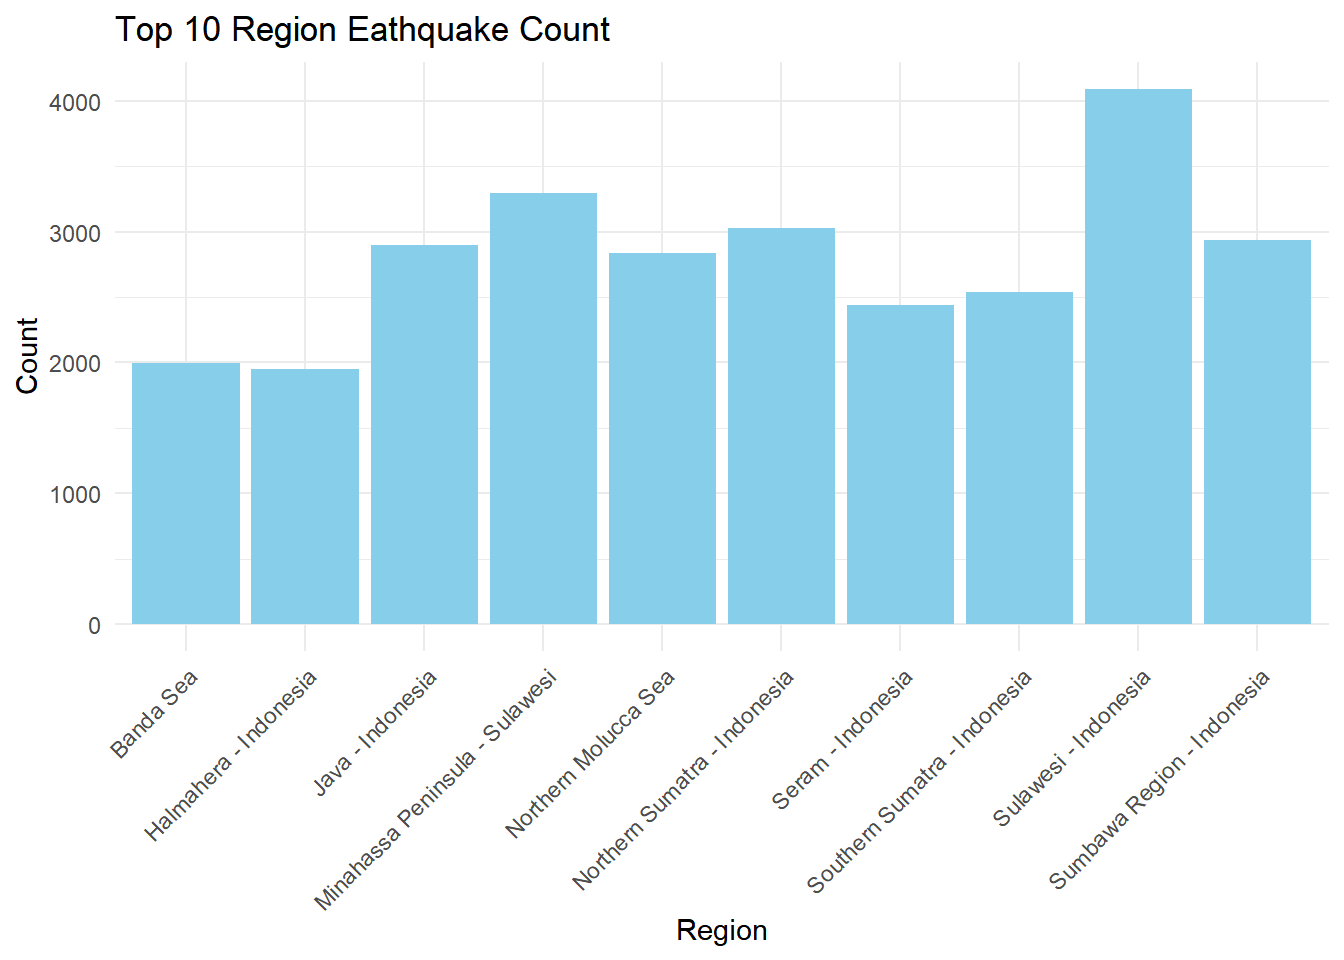 Top 10 Region Eathquake Count
Count
4000
3000
2000
1000
0
Banda Sea
Halmahera - Indonesia
Java - Indonesia
Minahassa Peninsula - Sulawesi
Northern Molucca Sea
Northern Sumatra - Indonesia
Seram - Indonesia
Southern Sumatra - Indonesia
Sulawesi - Indonesia
Sumbawa Region - Indonesia
Region